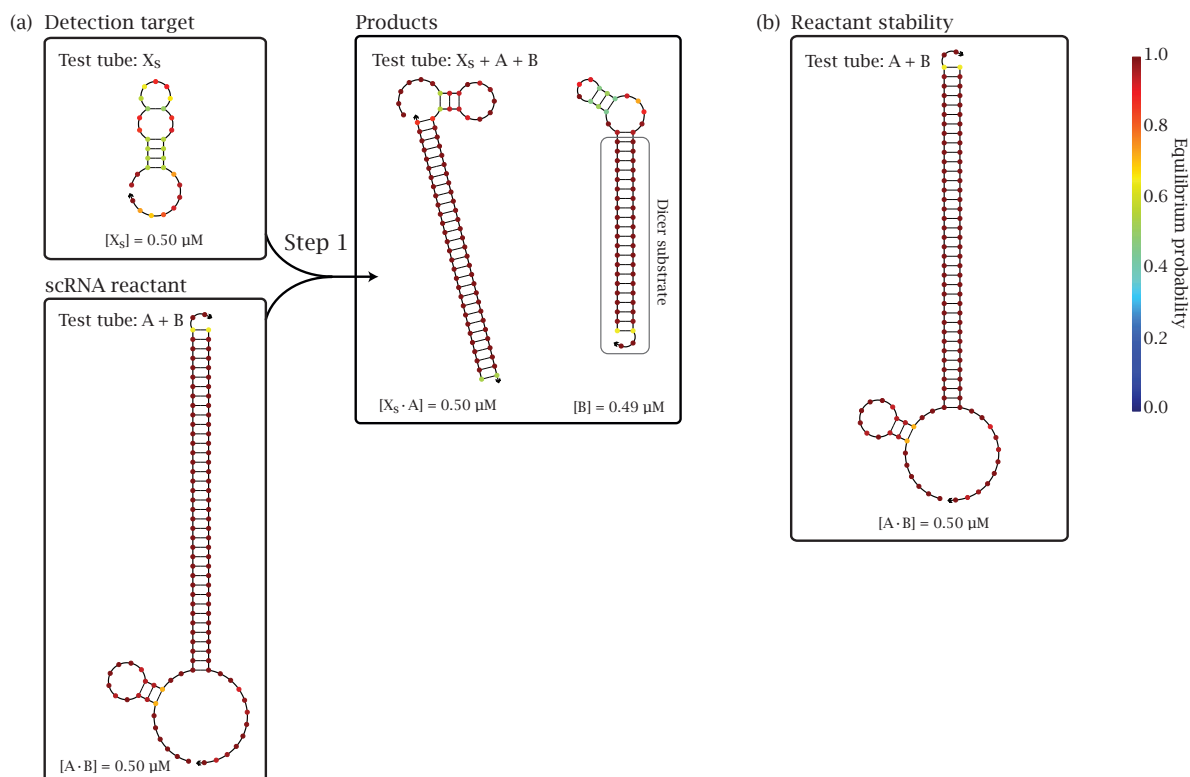 (a) Detection target
Test tube: Xs
[Xs] = 0.50 µM
scRNA reactant
Test tube: A + B
[A · B] = 0.50 µM
Step 1
Products
Test tube: Xs + A + B
Dicer substrate
[Xs · A] = 0.50 µM
[B] = 0.49 µM
(b) Reactant stability
Test tube: A + B
[A · B] = 0.50 µM
1.0
0.8
0.6
0.4
0.2
0.0
Equilibrium probability